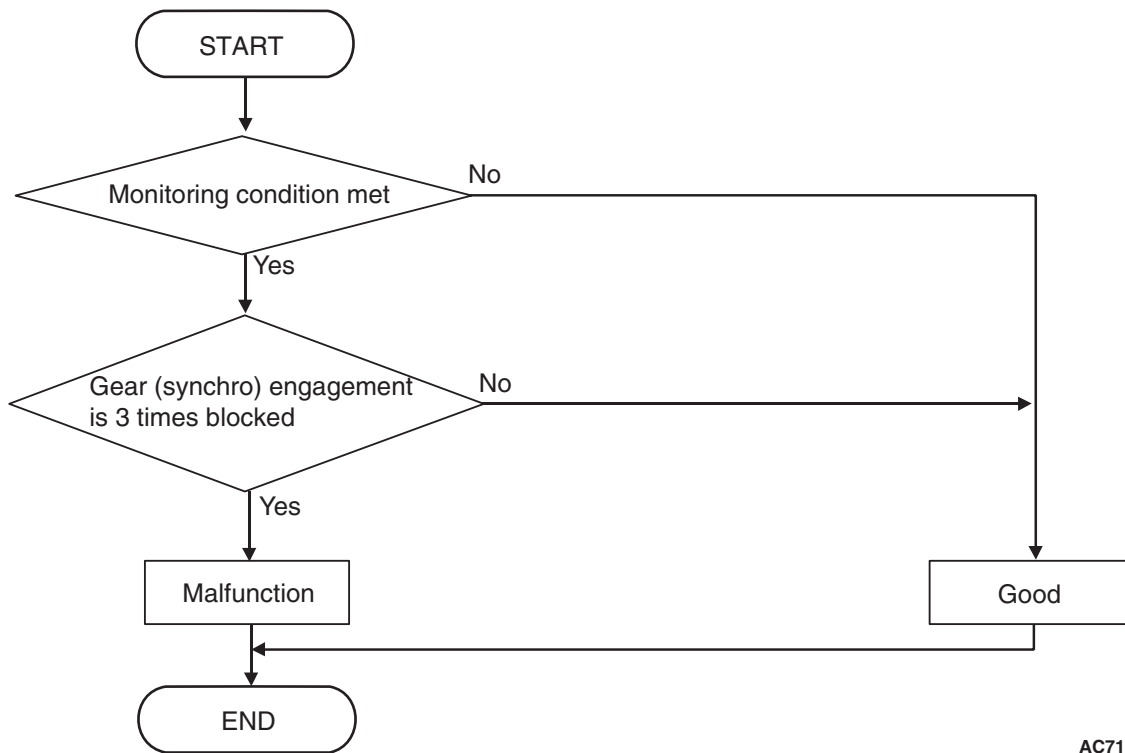 START
Monitoring condition met
No
Yes
Gear (synchro) engagement
is 3 times blocked
No
Yes
Malfunction
Good
END
AC71